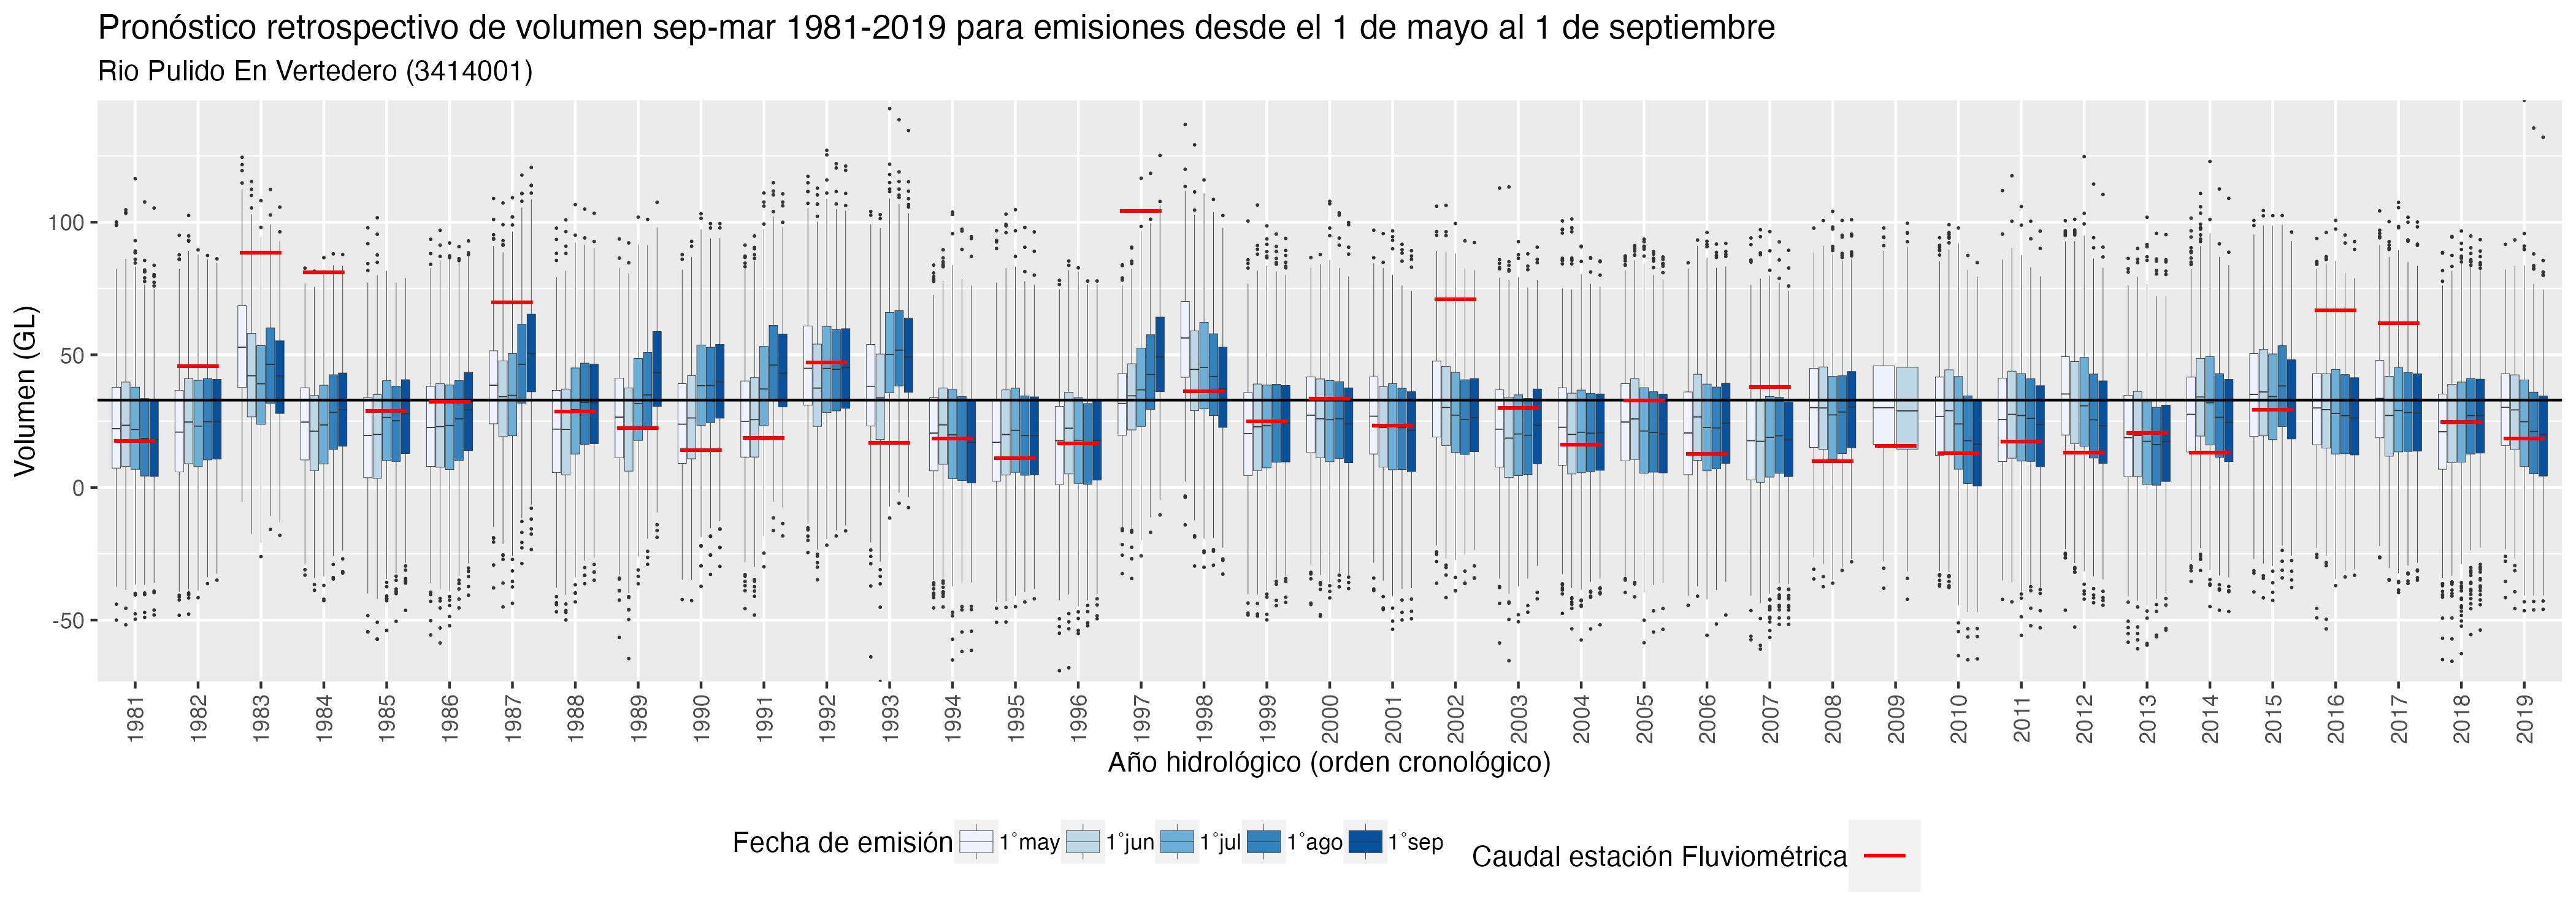 Pronóstico retrospectivo de volumen sep-mar 1981-2019 para emisiones desde el 1 de mayo al 1 de septiembre
Rio Pulido En Vertedero (3414001)
Volumen (GL)
100
50
0
-50
1981 1982 1983 1984 1985 1986 1987 1988 1989 1990 1991 1992 1993 1994 1995 1996 1997 1998 1999 2000 2001 2002 2003 2004 2005 2006 2007 2008 2009 2010 2011 2012 2013 2014 2015 2016 2017 2018 2019
Año hidrológico (orden cronológico)
Fecha de emisión 1°may 1°jun 1°jul 1°ago 1°sep Caudal estación Fluviométrica